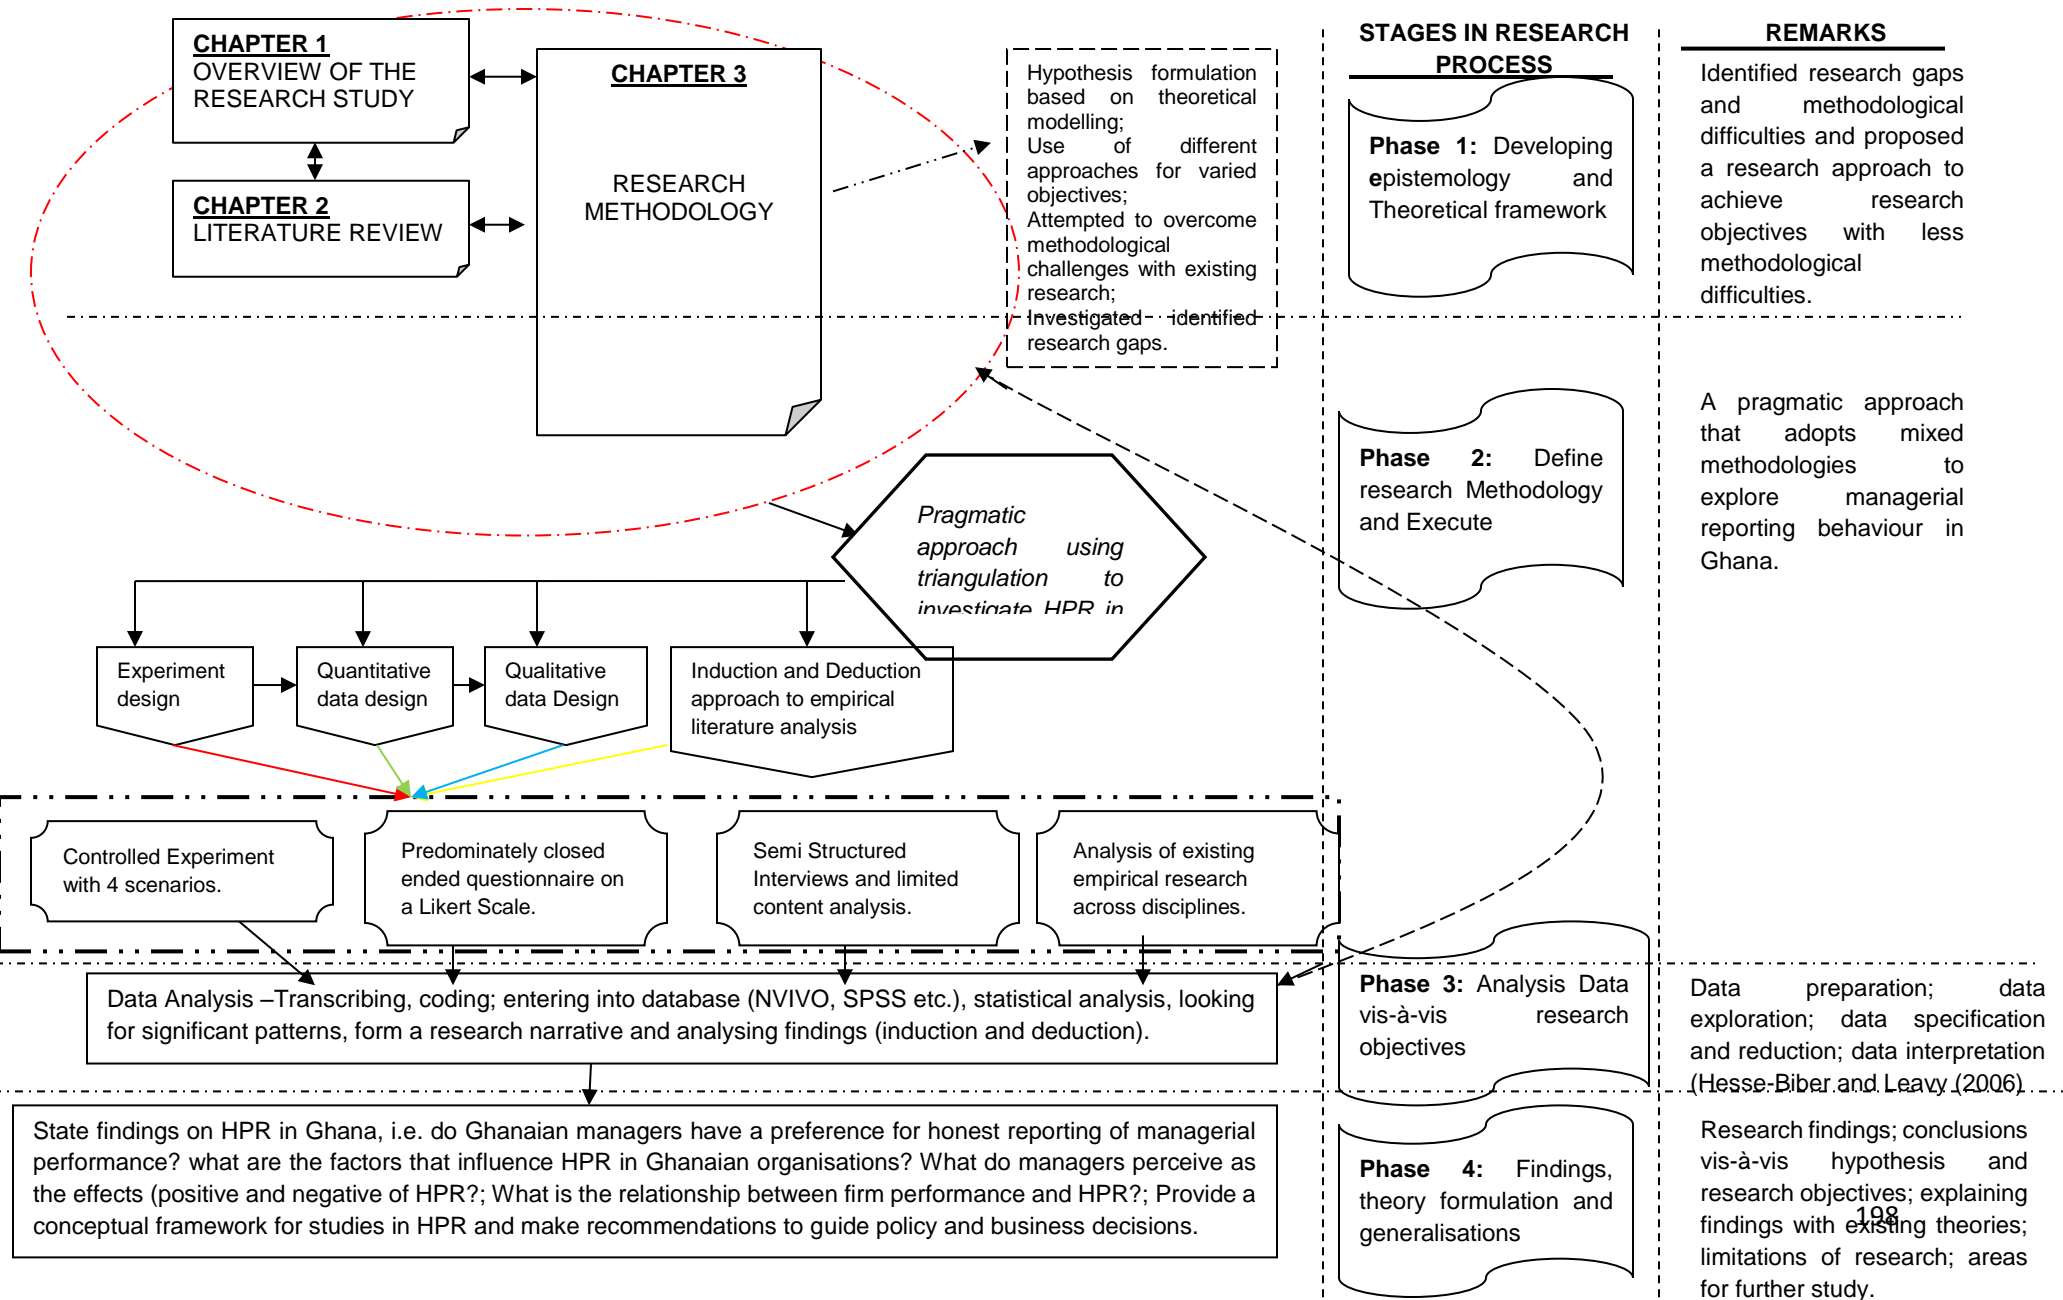 CHAPTER 1
OVERVIEW OF THE
RESEARCH STUDY
CHAPTER 2
LITERATURE REVIEW
CHAPTER 3
RESEARCH
METHODOLOGY
Hypothesis formulation
based on theoretical
modelling;
Use of different
approaches for varied
objectives;
Attempted to overcome
methodological
challenges with existing
research;
Investigated identified
research gaps.
STAGES IN RESEARCH
PROCESS
Phase 1: Developing
epistemology and
Theoretical framework
REMARKS
Identified research gaps
and methodological
difficulties and proposed
a research approach to
achieve research
objectives with less
methodological
difficulties.
Pragmatic
approach using
triangulation to
investigate HPR in
Phase 2: Define
research Methodology
and Execute
A pragmatic approach
that adopts mixed
methodologies to
explore managerial
reporting behaviour in
Ghana.
Experiment
design
Quantitative
data design
Qualitative
data Design
Induction and Deduction
approach to empirical
literature analysis
Controlled Experiment
with 4 scenarios.
Predominately closed
ended questionnaire on
a Likert Scale.
Semi Structured
Interviews and limited
content analysis.
Analysis of existing
empirical research
across disciplines.
Data Analysis –Transcribing, coding; entering into database (NVIVO, SPSS etc.), statistical analysis, looking
for significant patterns, form a research narrative and analysing findings (induction and deduction).
Phase 3: Analysis Data
vis-à-vis research
objectives
Data preparation; data
exploration; data specification
and reduction; data interpretation
(Hesse-Biber and Leavy (2006)
State findings on HPR in Ghana, i.e. do Ghanaian managers have a preference for honest reporting of managerial
performance? what are the factors that influence HPR in Ghanaian organisations? What do managers perceive as
the effects (positive and negative of HPR?; What is the relationship between firm performance and HPR?; Provide a
conceptual framework for studies in HPR and make recommendations to guide policy and business decisions.
Phase 4: Findings,
theory formulation and
generalisations
Research findings; conclusions
vis-à-vis hypothesis and
research objectives; explaining
findings with existing theories;
limitations of research; areas
for further study.
198